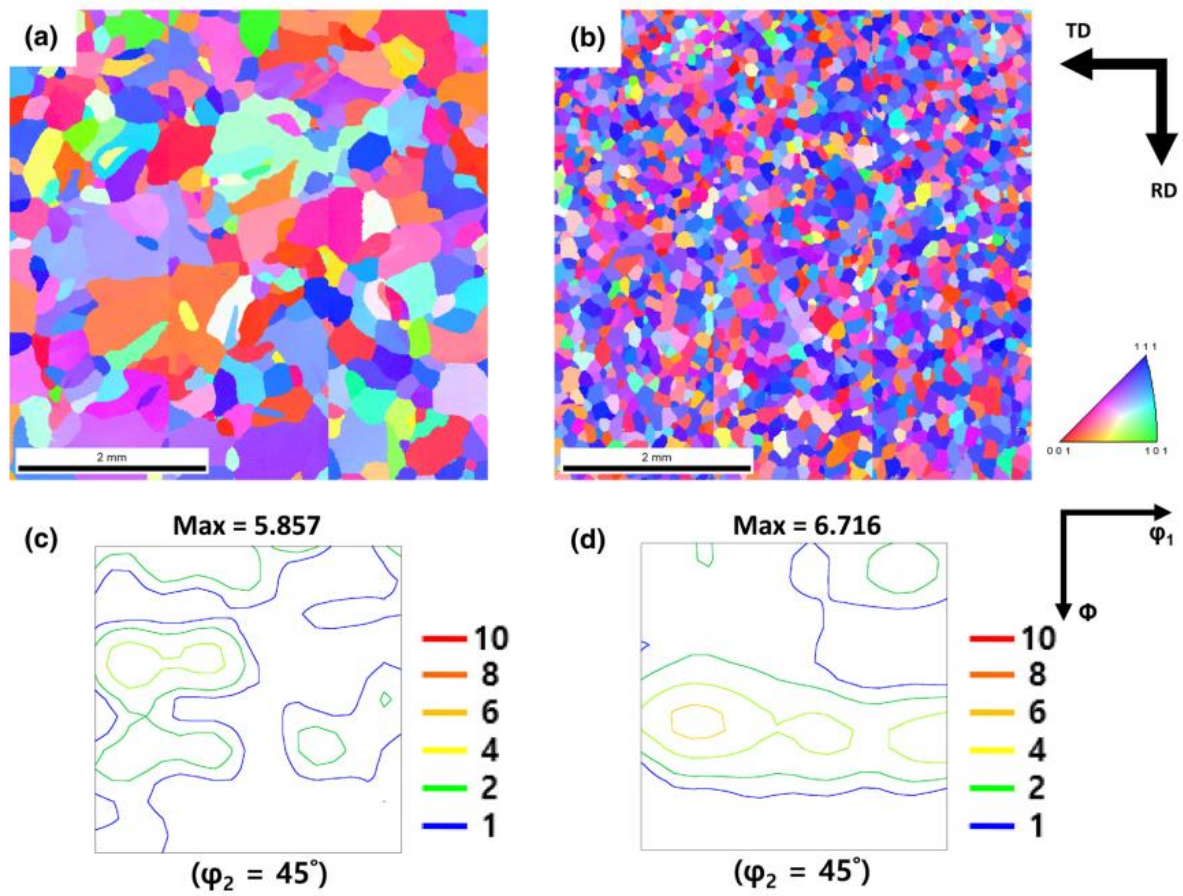 (a)
(b)
TD
RD
2 mm
2 mm
1 1 1
0 0 1
1 0 1
Max = 5.857
Max = 6.716
(c)
(d)
φ₁
Φ
10
8
6
4
2
1
10
8
6
4
2
1
(φ₂ = 45°)
(φ₂ = 45°)